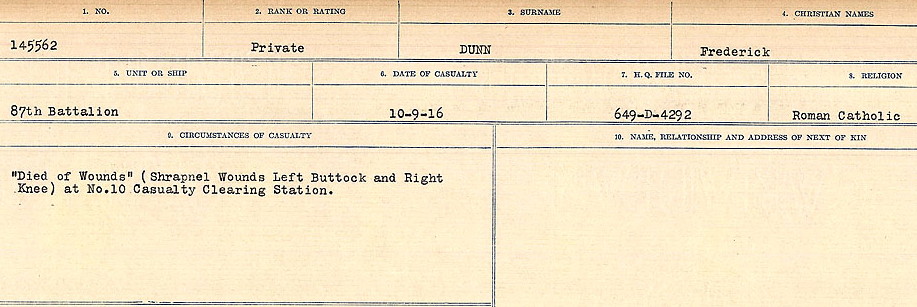 1. NO. 2. RANK OR RATING 3. SURNAME 4. CHRISTIAN NAMES
145562 Private DUNN Frederick
5. UNIT OR SHIP 6. DATE OF CASUALTY 7. H.Q. FILE NO. 8. RELIGION
87th Battalion 10-9-16 649-D-4292 Roman Catholic
9. CIRCUMSTANCES OF CASUALTY 10. NAME, RELATIONSHIP AND ADDRESS OF NEXT OF KIN
"Died of Wounds" (Shrapnel Wounds Left Buttock and Right
Knee) at No.10 Casualty Clearing Station.